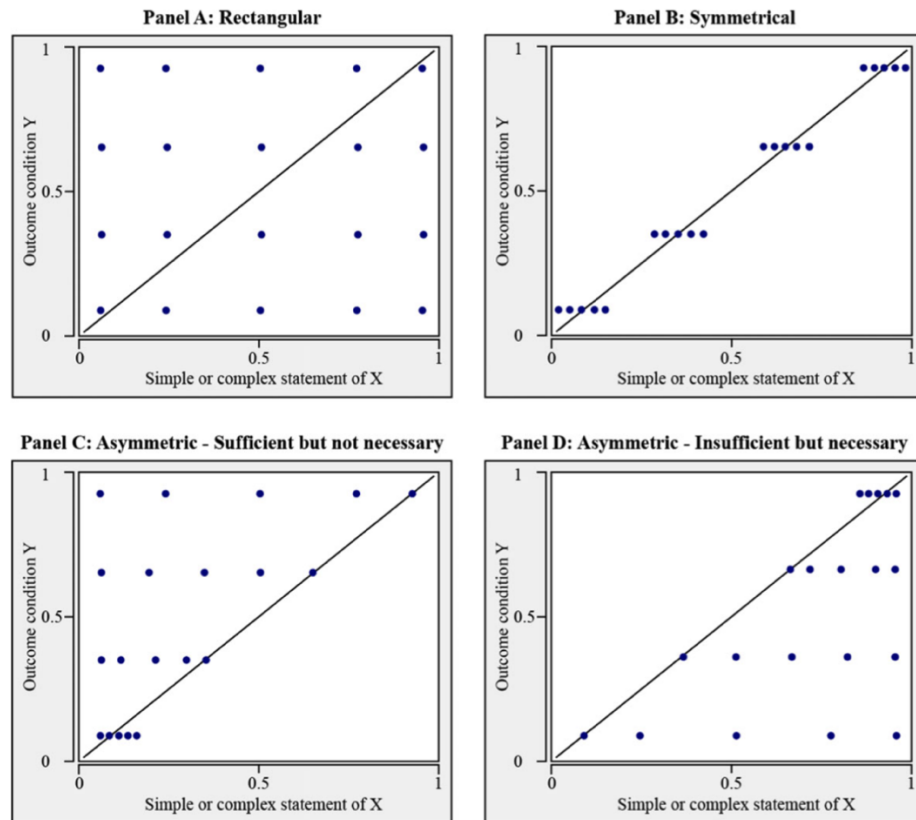 Panel A: Rectangular
1
Outcome condition Y
0.5
0
0
0.5
1
Simple or complex statement of X
Panel B: Symmetrical
1
Outcome condition Y
0.5
0
0
0.5
1
Simple or complex statement of X
Panel C: Asymmetric - Sufficient but not necessary
1
Outcome condition Y
0.5
0
0
0.5
1
Simple or complex statement of X
Panel D: Asymmetric - Insufficient but necessary
1
Outcome condition Y
0.5
0
0
0.5
1
Simple or complex statement of X